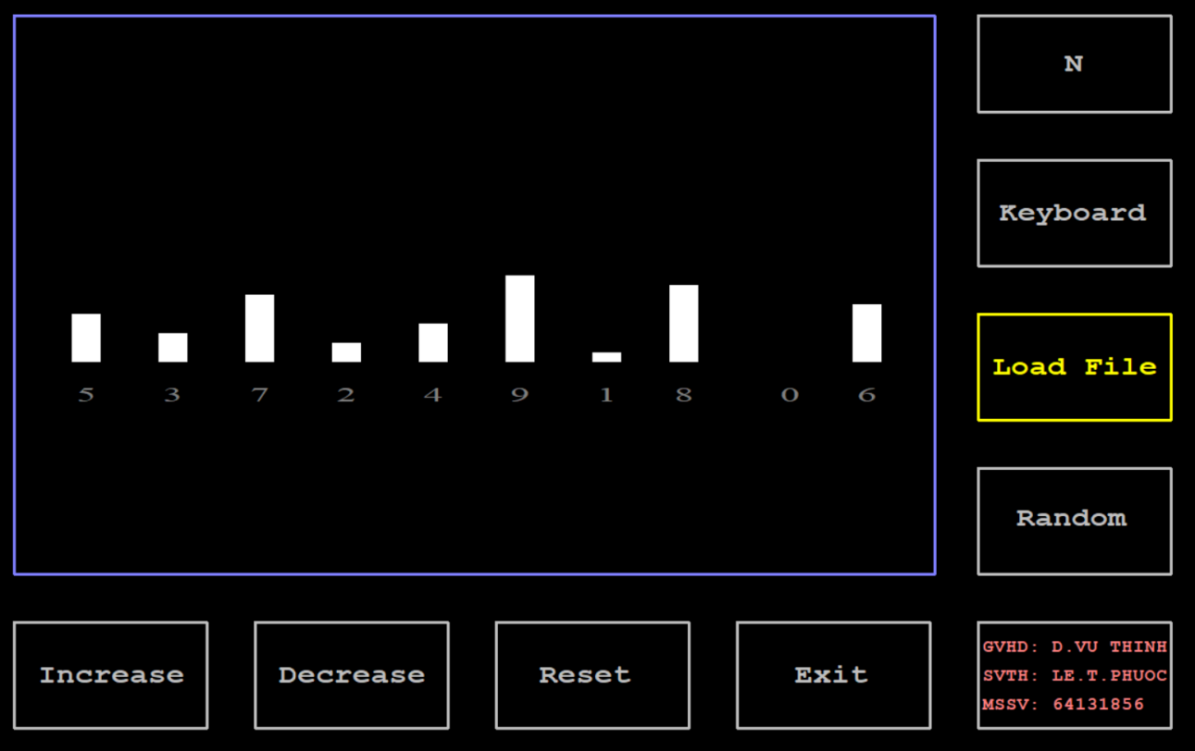 N
Keyboard
5 3 7 2 4 9 1 8 0 6
Load File
Random
Increase
Decrease
Reset
Exit
GVHD: D.VU THINH
SVTH: LE.T.PHUOC
MSSV: 64131856